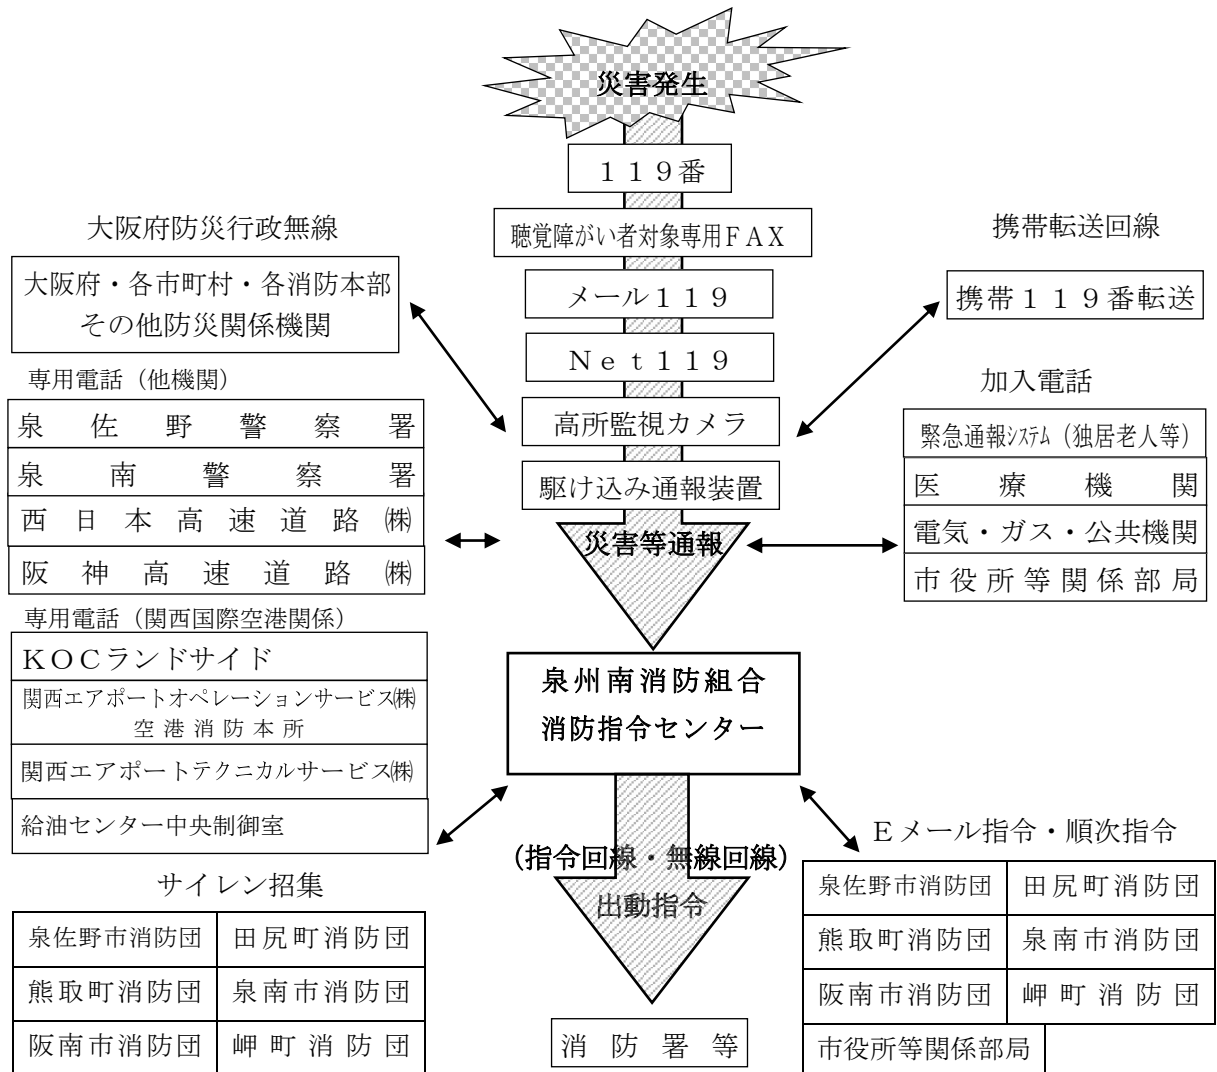 災害発生
119番
聴覚障がい者対象専用FAX
メール119
Net119
高所監視カメラ
駆け込み通報装置
災害等通報
大阪府防災行政無線
大阪府・各市町村・各消防本部
その他防災関係機関
専用電話(他機関)
泉佐野警察署
泉南警察署
西日本高速道路㈱
阪神高速道路㈱
専用電話(関西国際空港関係)
KOCランドサイド
関西エアポートオペレーションサービス㈱
空港消防本所
関西エアポートテクニカルサービス㈱
給油センター中央制御室
携帯転送回線
携帯119番転送
加入電話
緊急通報システム(独居老人等)
医療機関
電気・ガス・公共機関
市役所等関係部局
泉州南消防組合
消防指令センター
(指令回線・無線回線)
出動指令
消防署等
サイレン招集
泉佐野市消防団 田尻町消防団
熊取町消防団 泉南市消防団
阪南市消防団 岬町消防団
Eメール指令・順次指令
泉佐野市消防団 田尻町消防団
熊取町消防団 泉南市消防団
阪南市消防団 岬町消防団
市役所等関係部局